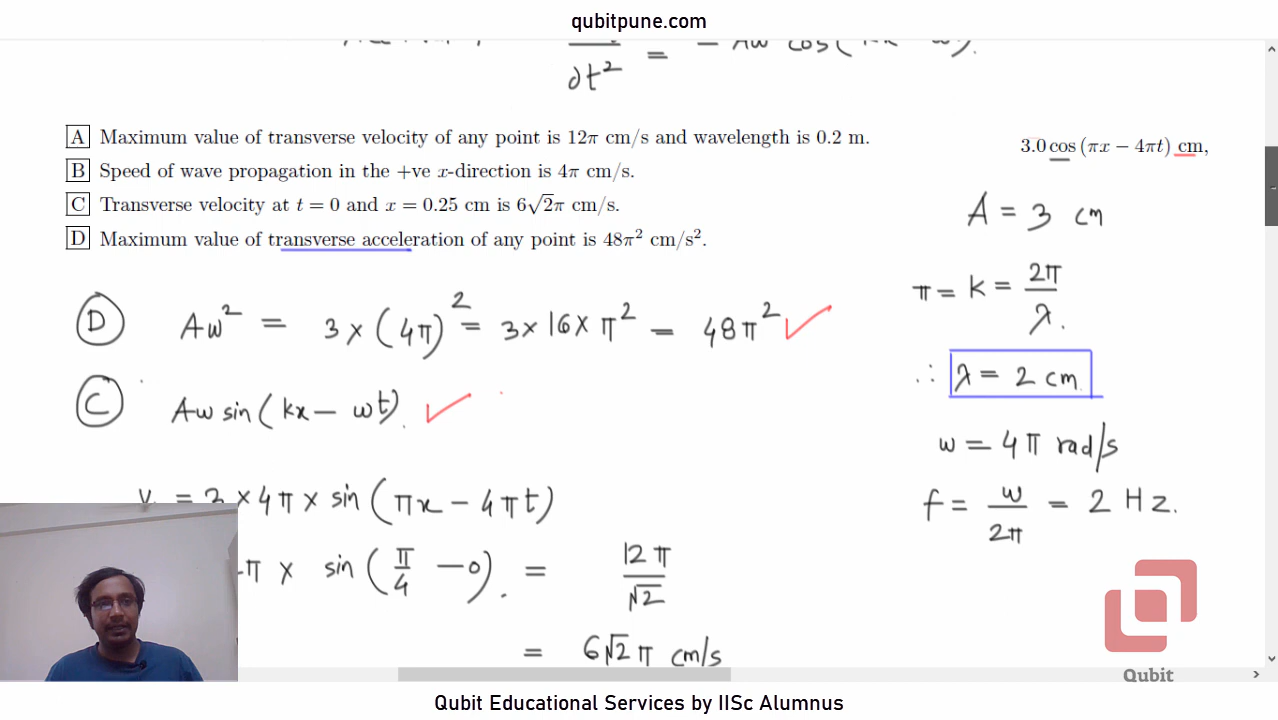 qubitpune.com
∂t² = − Aω cos(
A Maximum value of transverse velocity of any point is 12π cm/s and wavelength is 0.2 m.
B Speed of wave propagation in the +ve x-direction is 4π cm/s.
C Transverse velocity at t = 0 and x = 0.25 cm is 6√2π cm/s.
D Maximum value of transverse acceleration of any point is 48π² cm/s².
3.0 cos (πx − 4πt) cm,
A = 3 cm
π = k = 2π/λ.
∴ λ = 2 cm
ω = 4π rad/s
f = ω/2π = 2 Hz.
D Aω² = 3 × (4π)² = 3 × 16 × π² = 48π² ✓
C Aω sin(kx − ωt). ✓
= 3 × 4π × sin(πx − 4πt)
π × sin(π/4 − 0). = 12π/√2
= 6√2 π cm/s
Qubit
Qubit Educational Services by IISc Alumnus